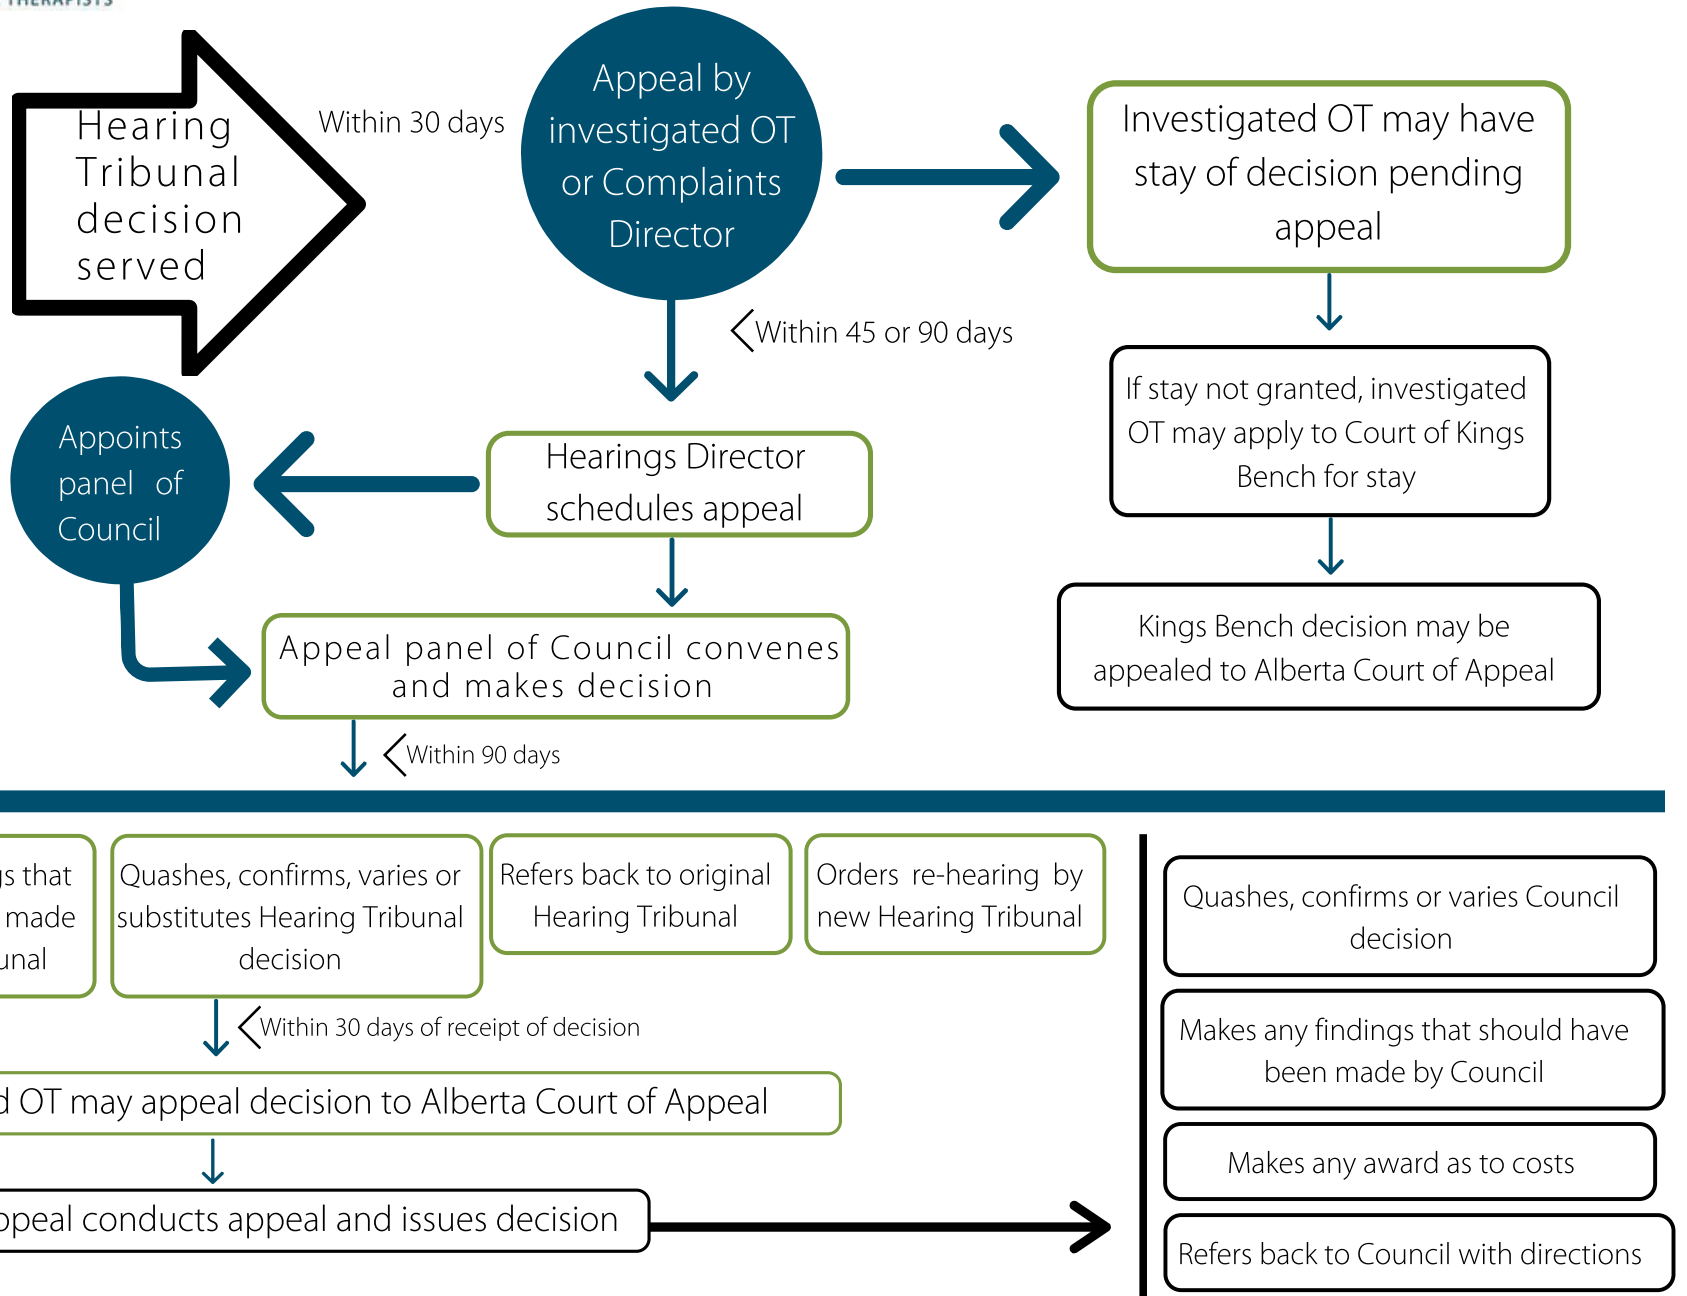 THERAPISTS
Hearing
Tribunal
decision
served
Within 30 days
Appeal by
investigated OT
or Complaints
Director
Investigated OT may have
stay of decision pending
appeal
Within 45 or 90 days
If stay not granted, investigated
OT may apply to Court of Kings
Bench for stay
Appoints
panel of
Council
Hearings Director
schedules appeal
Kings Bench decision may be
appealed to Alberta Court of Appeal
Appeal panel of Council convenes
and makes decision
Within 90 days
that
made
Quashes, confirms, varies or
substitutes Hearing Tribunal
decision
Refers back to original
Hearing Tribunal
Orders re-hearing by
new Hearing Tribunal
Within 30 days of receipt of decision
OT may appeal decision to Alberta Court of Appeal
conducts appeal and issues decision
Quashes, confirms or varies Council
decision
Makes any findings that should have
been made by Council
Makes any award as to costs
Refers back to Council with directions